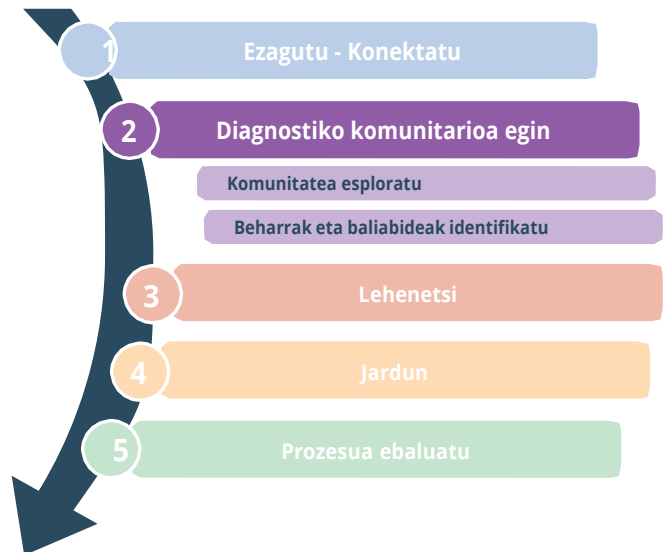 1
Ezagutu - Konektatu
2
Diagnostiko komunitarioa egin
Komunitatea esploratu
Beharrak eta baliabideak identifikatu
3
Lehenetsi
4
Jardun
5
Prozesua ebaluatu